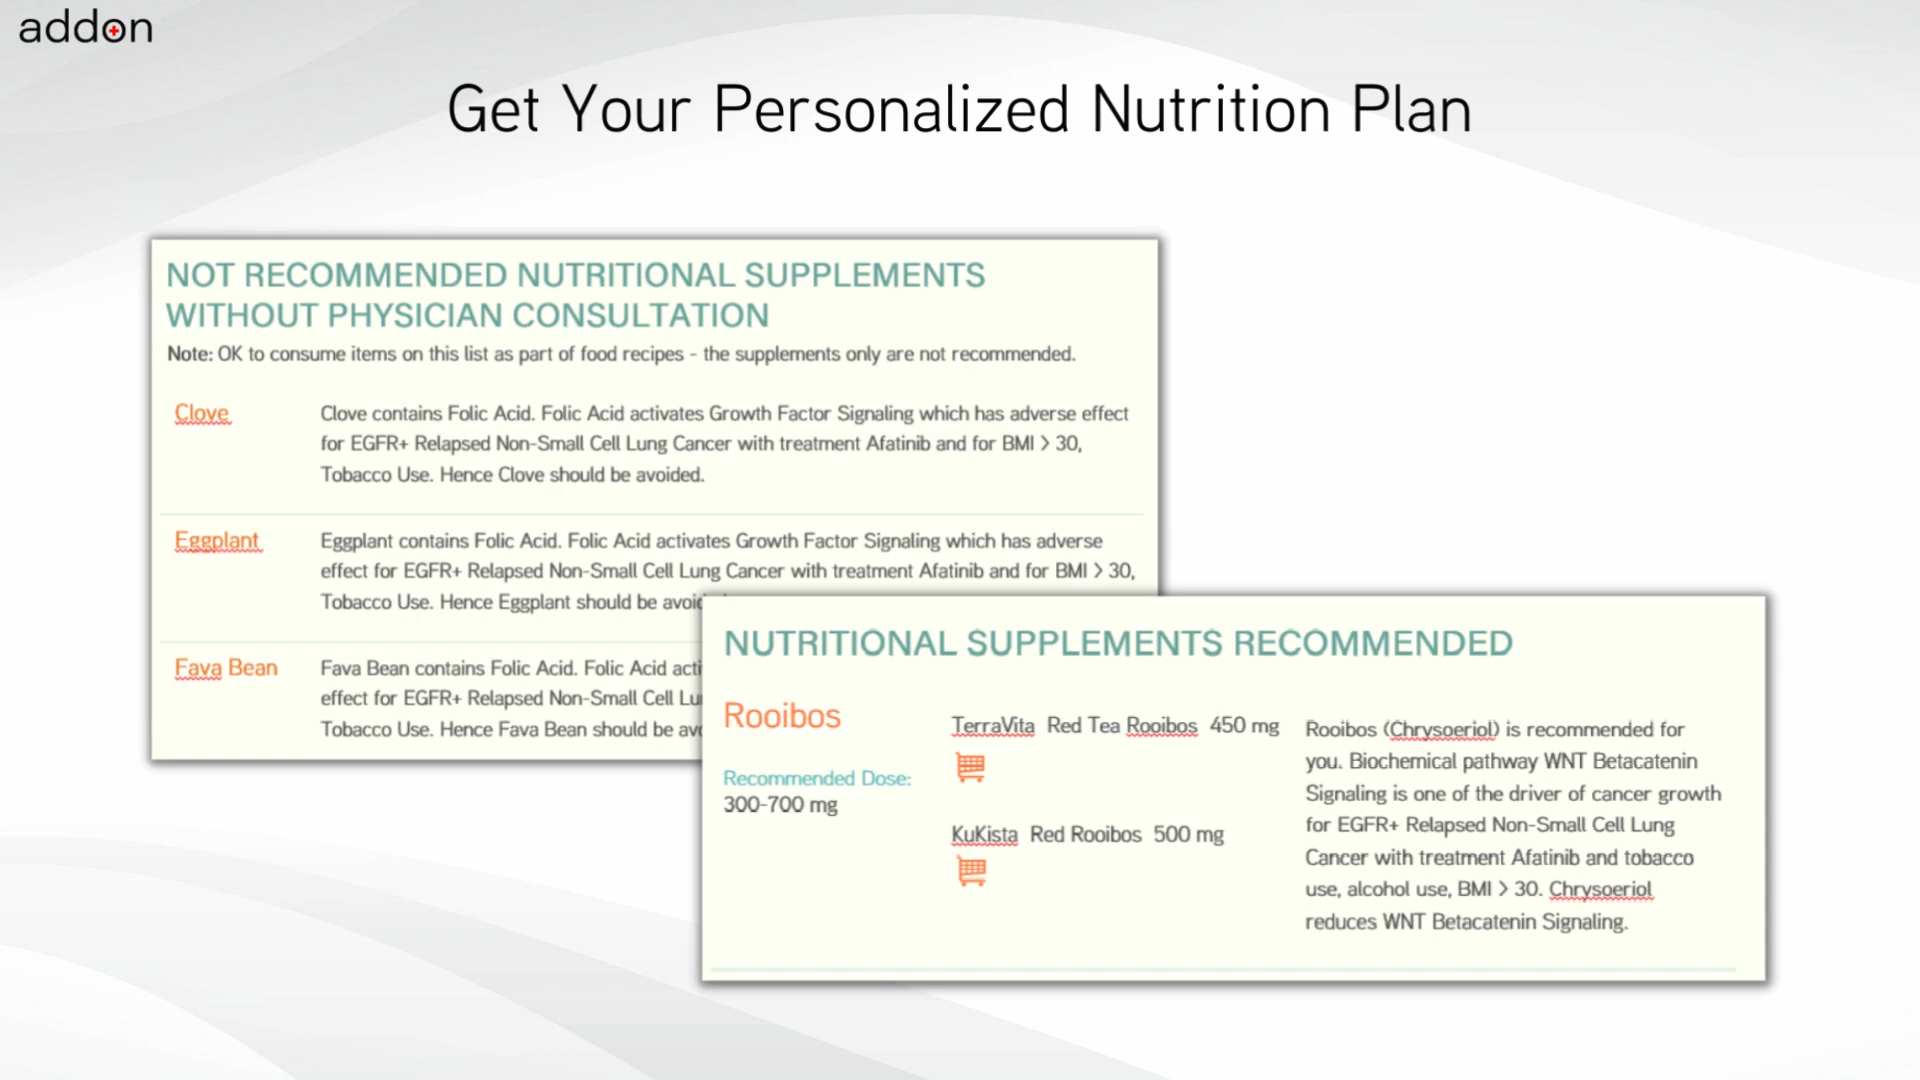 addon
Get Your Personalized Nutrition Plan
NOT RECOMMENDED NUTRITIONAL SUPPLEMENTS
WITHOUT PHYSICIAN CONSULTATION
Note: OK to consume items on this list as part of food recipes - the supplements only are not recommended.
Clove
Clove contains Folic Acid. Folic Acid activates Growth Factor Signaling which has adverse effect
for EGFR+ Relapsed Non-Small Cell Lung Cancer with treatment Afatinib and for BMI > 30,
Tobacco Use. Hence Clove should be avoided.
Eggplant
Eggplant contains Folic Acid. Folic Acid activates Growth Factor Signaling which has adverse
effect for EGFR+ Relapsed Non-Small Cell Lung Cancer with treatment Afatinib and for BMI > 30,
Tobacco Use. Hence Eggplant should be
Fava Bean
Fava Bean contains Folic Acid. Folic Acid
effect for EGFR+ Relapsed Non-Small Cell
Tobacco Use. Hence Fava Bean should be
NUTRITIONAL SUPPLEMENTS RECOMMENDED
Rooibos
Recommended Dose:
300-700 mg
TerraVita Red Tea Rooibos 450 mg
KuKista Red Rooibos 500 mg
Rooibos (Chrysoeriol) is recommended for
you. Biochemical pathway WNT Betacatenin
Signaling is one of the driver of cancer growth
for EGFR+ Relapsed Non-Small Cell Lung
Cancer with treatment Afatinib and tobacco
use, alcohol use, BMI > 30. Chrysoeriol
reduces WNT Betacatenin Signaling.